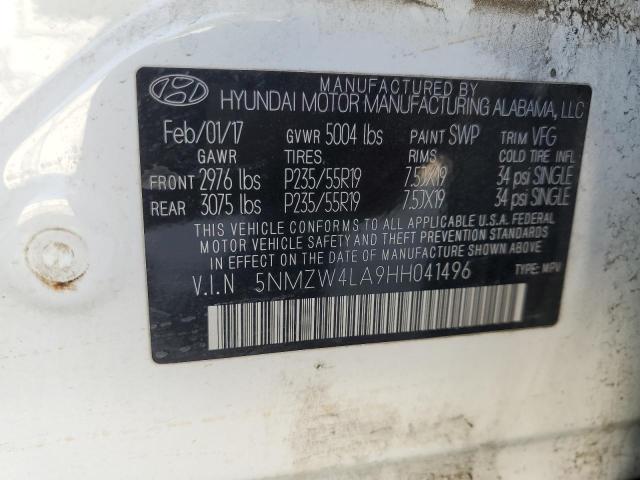 MANUFACTURED BY
HYUNDAI MOTOR MANUFACTURING ALABAMA, LLC
Feb/01/17 GVWR 5004 lbs PAINT SWP TRIM VFG
GAWR TIRES. RIMS COLD TIRE INFL
FRONT 2976 lbs P235/55R19 7.5JX19 34 psi SINGLE
REAR 3075 lbs P235/55R19 7.5JX19 34 psi SINGLE
THIS VEHICLE CONFORMS TO ALL APPLICABLE U.S.A. FEDERAL
MOTOR VEHICLE SAFETY AND THEFT PREVENTION STANDARDS
IN EFFECT ON THE DATE OF MANUFACTURE SHOWN ABOVE.
V.I.N 5NMZW4LA9HH041496 TYPE: MPV